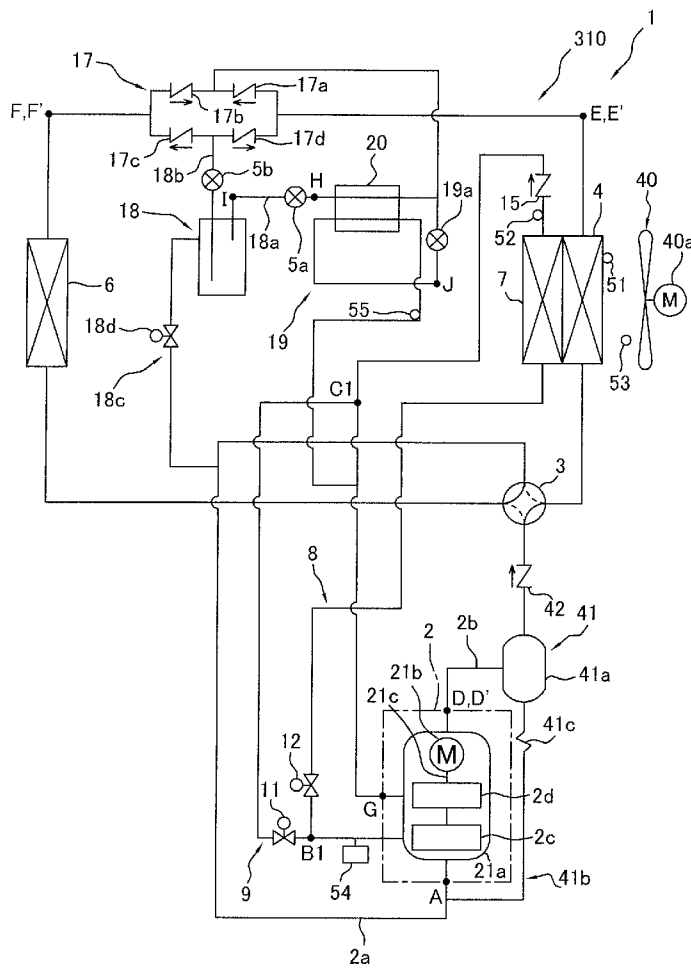 1
310
17
17a
17b
F,F'
E,E'
17c
17d
18b
5b
20
H
15
4
40
I
52
40a
18
18a
19a
5a
M
51
6
7
J
55
53
18d
19
18c
C1
3
8
42
2b
41
2
21b
41a
21c
D,D'
41c
M
12
11
G
2d
B1
2c
9
54
21a
A
41b
2a